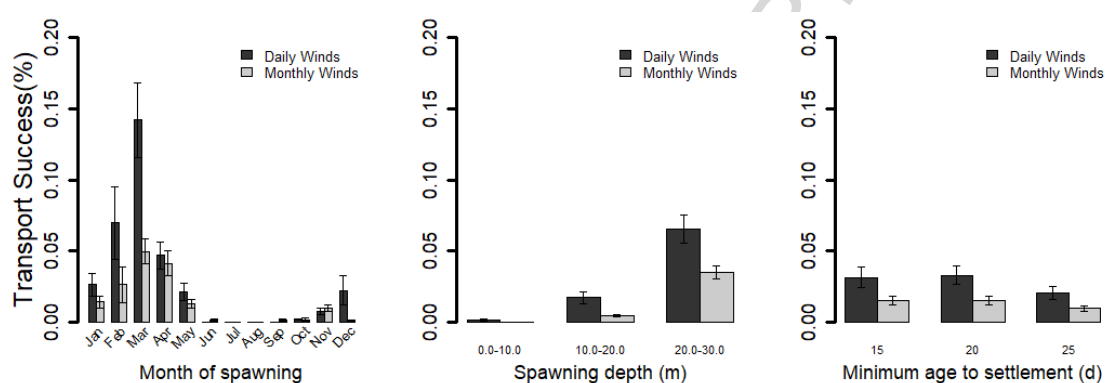 Transport Success(%)
0.20
0.15
0.10
0.05
0.00
Daily Winds
Monthly Winds
Jan
Feb
Mar
Apr
May
Jun
Jul
Aug
Sep
Oct
Nov
Dec
Month of spawning
0.20
0.15
0.10
0.05
0.00
Daily Winds
Monthly Winds
0.0-10.0
10.0-20.0
20.0-30.0
Spawning depth (m)
0.20
0.15
0.10
0.05
0.00
Daily Winds
Monthly Winds
15
20
25
Minimum age to settlement (d)